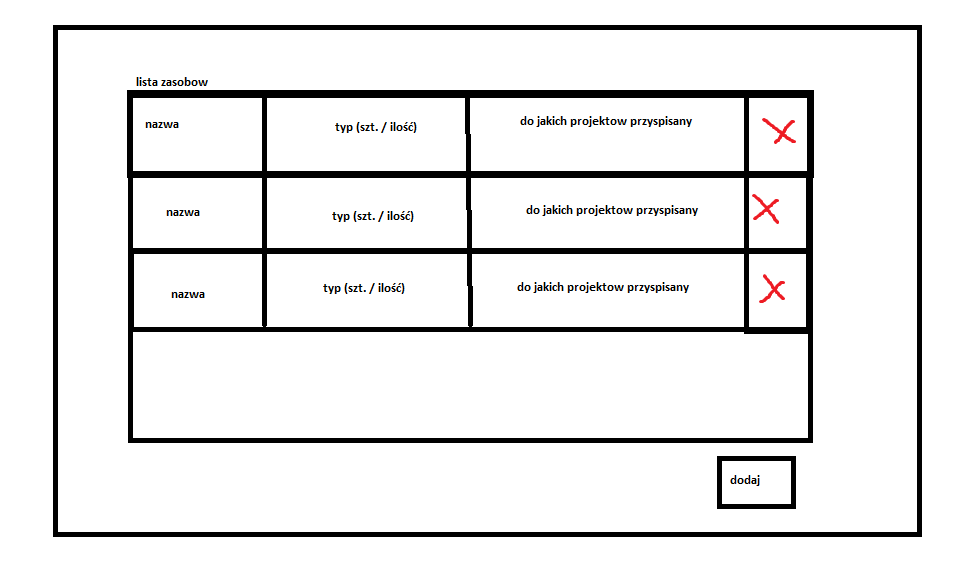 lista zasobow
nazwa typ (szt. / ilość) do jakich projektow przyspisany
nazwa typ (szt. / ilość) do jakich projektow przyspisany
nazwa typ (szt. / ilość) do jakich projektow przyspisany
dodaj